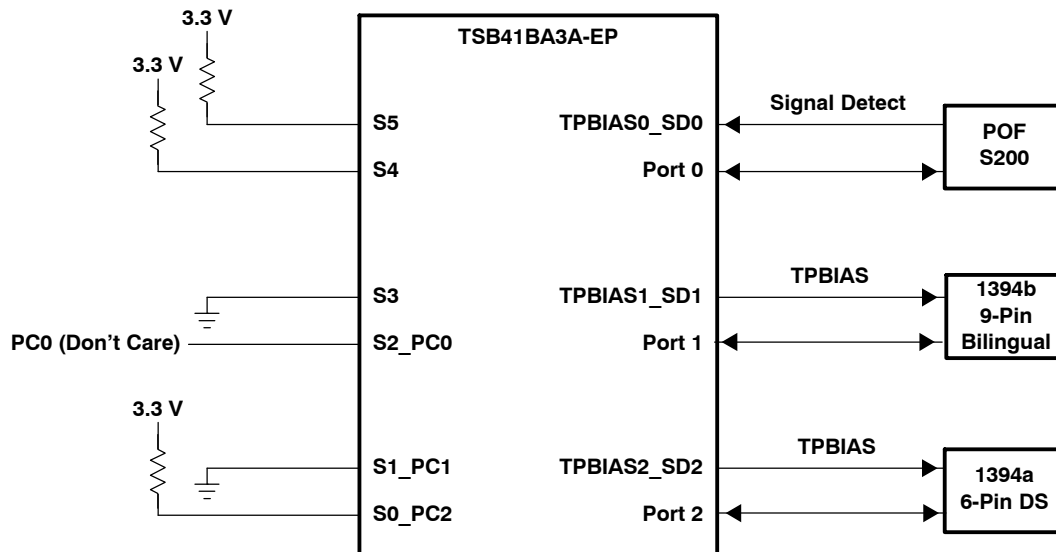 TSB41BA3A-EP
3.3 V
3.3 V
S5
S4
S3
PC0 (Don't Care)
S2_PC0
3.3 V
S1_PC1
S0_PC2
TPBIAS0_SD0
Port 0
TPBIAS1_SD1
Port 1
TPBIAS2_SD2
Port 2
Signal Detect
POF
S200
TPBIAS
1394b
9-Pin
Bilingual
TPBIAS
1394a
6-Pin DS